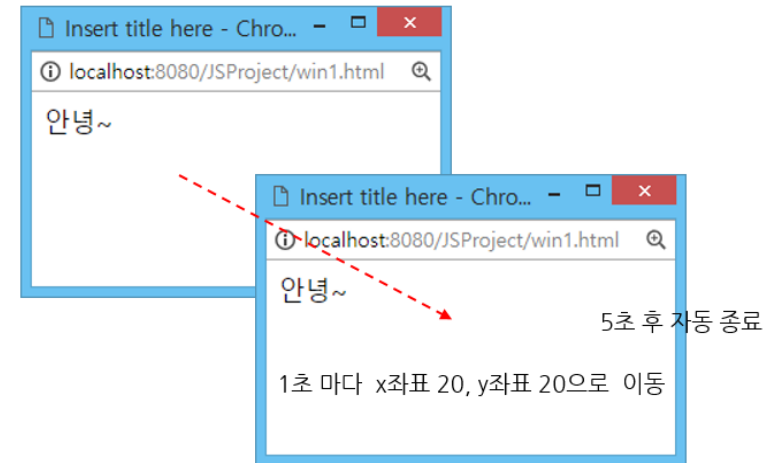 Insert title here - Chro...
localhost:8080/JSProject/win1.html
안녕~
Insert title here - Chro...
localhost:8080/JSProject/win1.html
안녕~
5초 후 자동 종료
1초 마다 x좌표 20, y좌표 20으로 이동